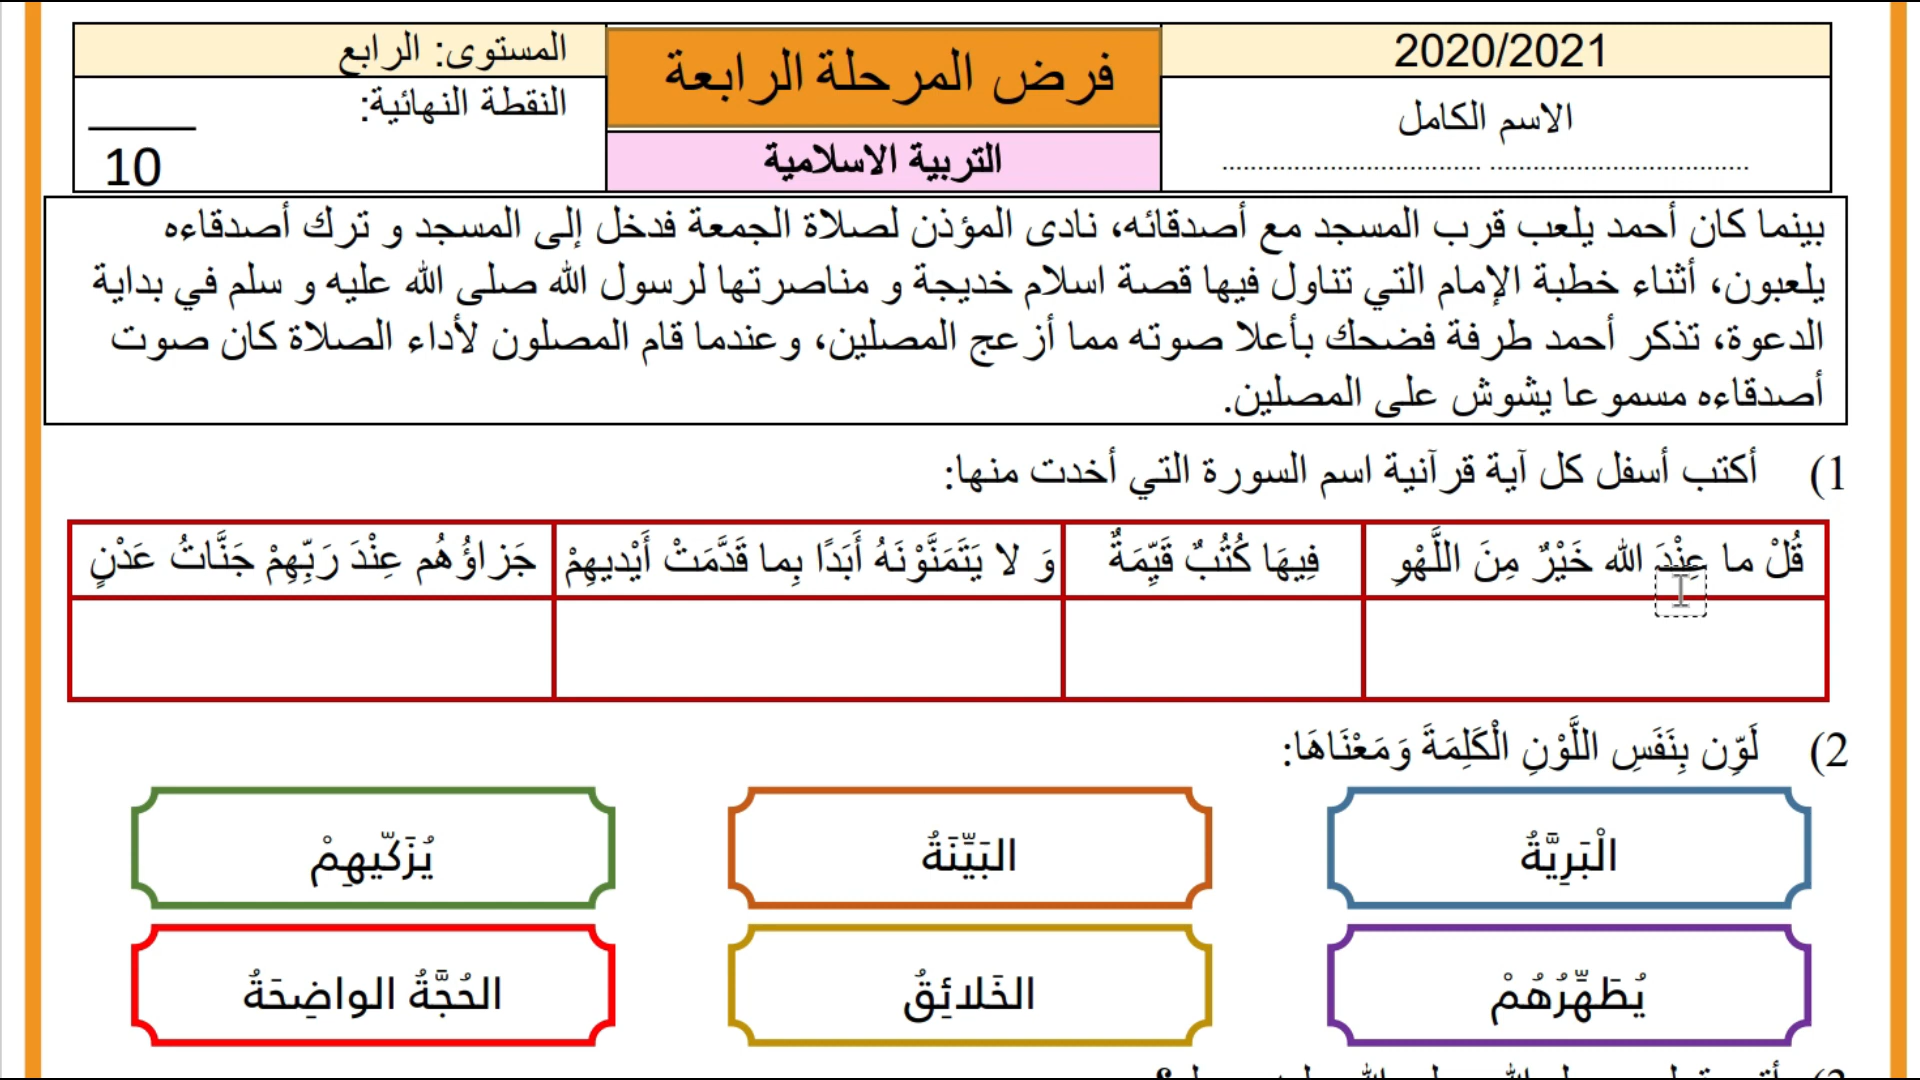 2020/2021
الاسم الكامل
.................................. ..................................
فرض المرحلة الرابعة
التربية الاسلامية
المستوى: الرابع
النقطة النهائية:
10
بينما كان أحمد يلعب قرب المسجد مع أصدقائه، نادى المؤذن لصلاة الجمعة فدخل إلى المسجد و ترك أصدقاءه
يلعبون، أثناء خطبة الإمام التي تناول فيها قصة اسلام خديجة و مناصرتها لرسول الله صلى الله عليه و سلم في بداية
الدعوة، تذكر أحمد طرفة فضحك بأعلا صوته مما أزعج المصلين، وعندما قام المصلون لأداء الصلاة كان صوت
أصدقاءه مسموعا يشوش على المصلين.
1) أكتب أسفل كل آية قرآنية اسم السورة التي أخدت منها:
قُلْ ما عِنْدَ الله خَيْرٌ مِنَ اللَّهْوِ
فِيهَا كُتُبٌ قَيِّمَةٌ
وَ لا يَتَمَنَّوْنَهُ أَبَدًا بِما قَدَّمَتْ أَيْديهِمْ
جَزاؤُهُم عِنْدَ رَبِّهِمْ جَنَّاتُ عَدْنٍ
2) لَوِّن بِنَفَسِ اللَّوْنِ الْكَلِمَةَ وَمَعْنَاهَا:
الْبَرِيَّةُ
البَيِّنَةُ
يُزَكّيهِمْ
يُطَهِّرُهُمْ
الخَلائِقُ
الحُجَّةُ الواضِحَةُ